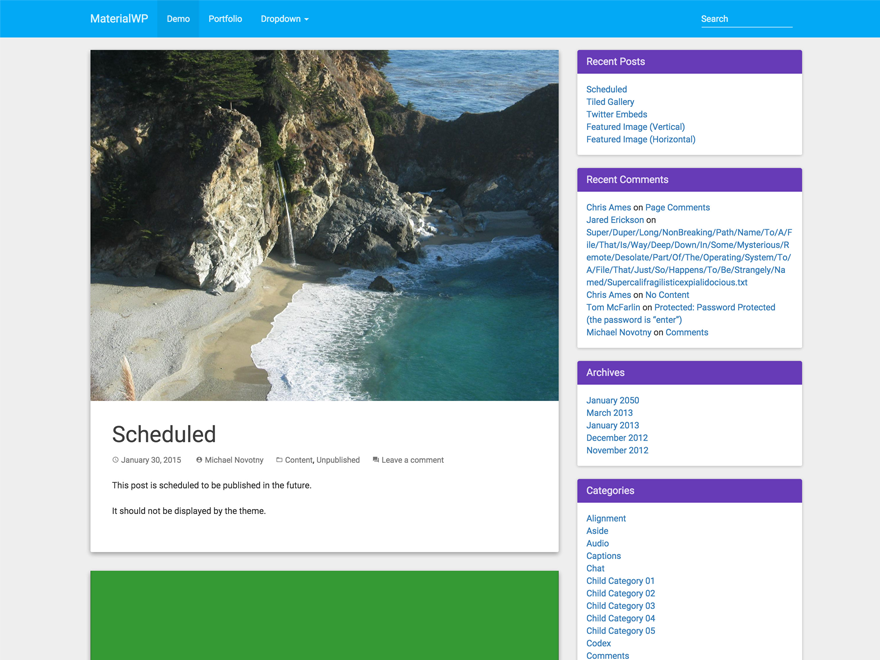 MaterialWP Demo Portfolio Dropdown Search
Scheduled
January 30, 2015 Michael Novotny Content, Unpublished Leave a comment
This post is scheduled to be published in the future.
It should not be displayed by the theme.
Recent Posts
Scheduled
Tiled Gallery
Twitter Embeds
Featured Image (Vertical)
Featured Image (Horizontal)
Recent Comments
Chris Ames on Page Comments
Jared Erickson on
Super/Duper/Long/NonBreaking/Path/Name/To/A/F
ile/That/Is/Way/Deep/Down/In/Some/Mysterious/R
emote/Desolate/Part/Of/The/Operating/System/To/
A/File/That/Just/So/Happens/To/Be/Strangely/Na
med/Supercalifragilisticexpialidocious.txt
Chris Ames on No Content
Tom McFarlin on Protected: Password Protected
(the password is “enter”)
Michael Novotny on Comments
Archives
January 2050
March 2013
January 2013
December 2012
November 2012
Categories
Alignment
Aside
Audio
Captions
Chat
Child Category 01
Child Category 02
Child Category 03
Child Category 04
Child Category 05
Codex
Comments